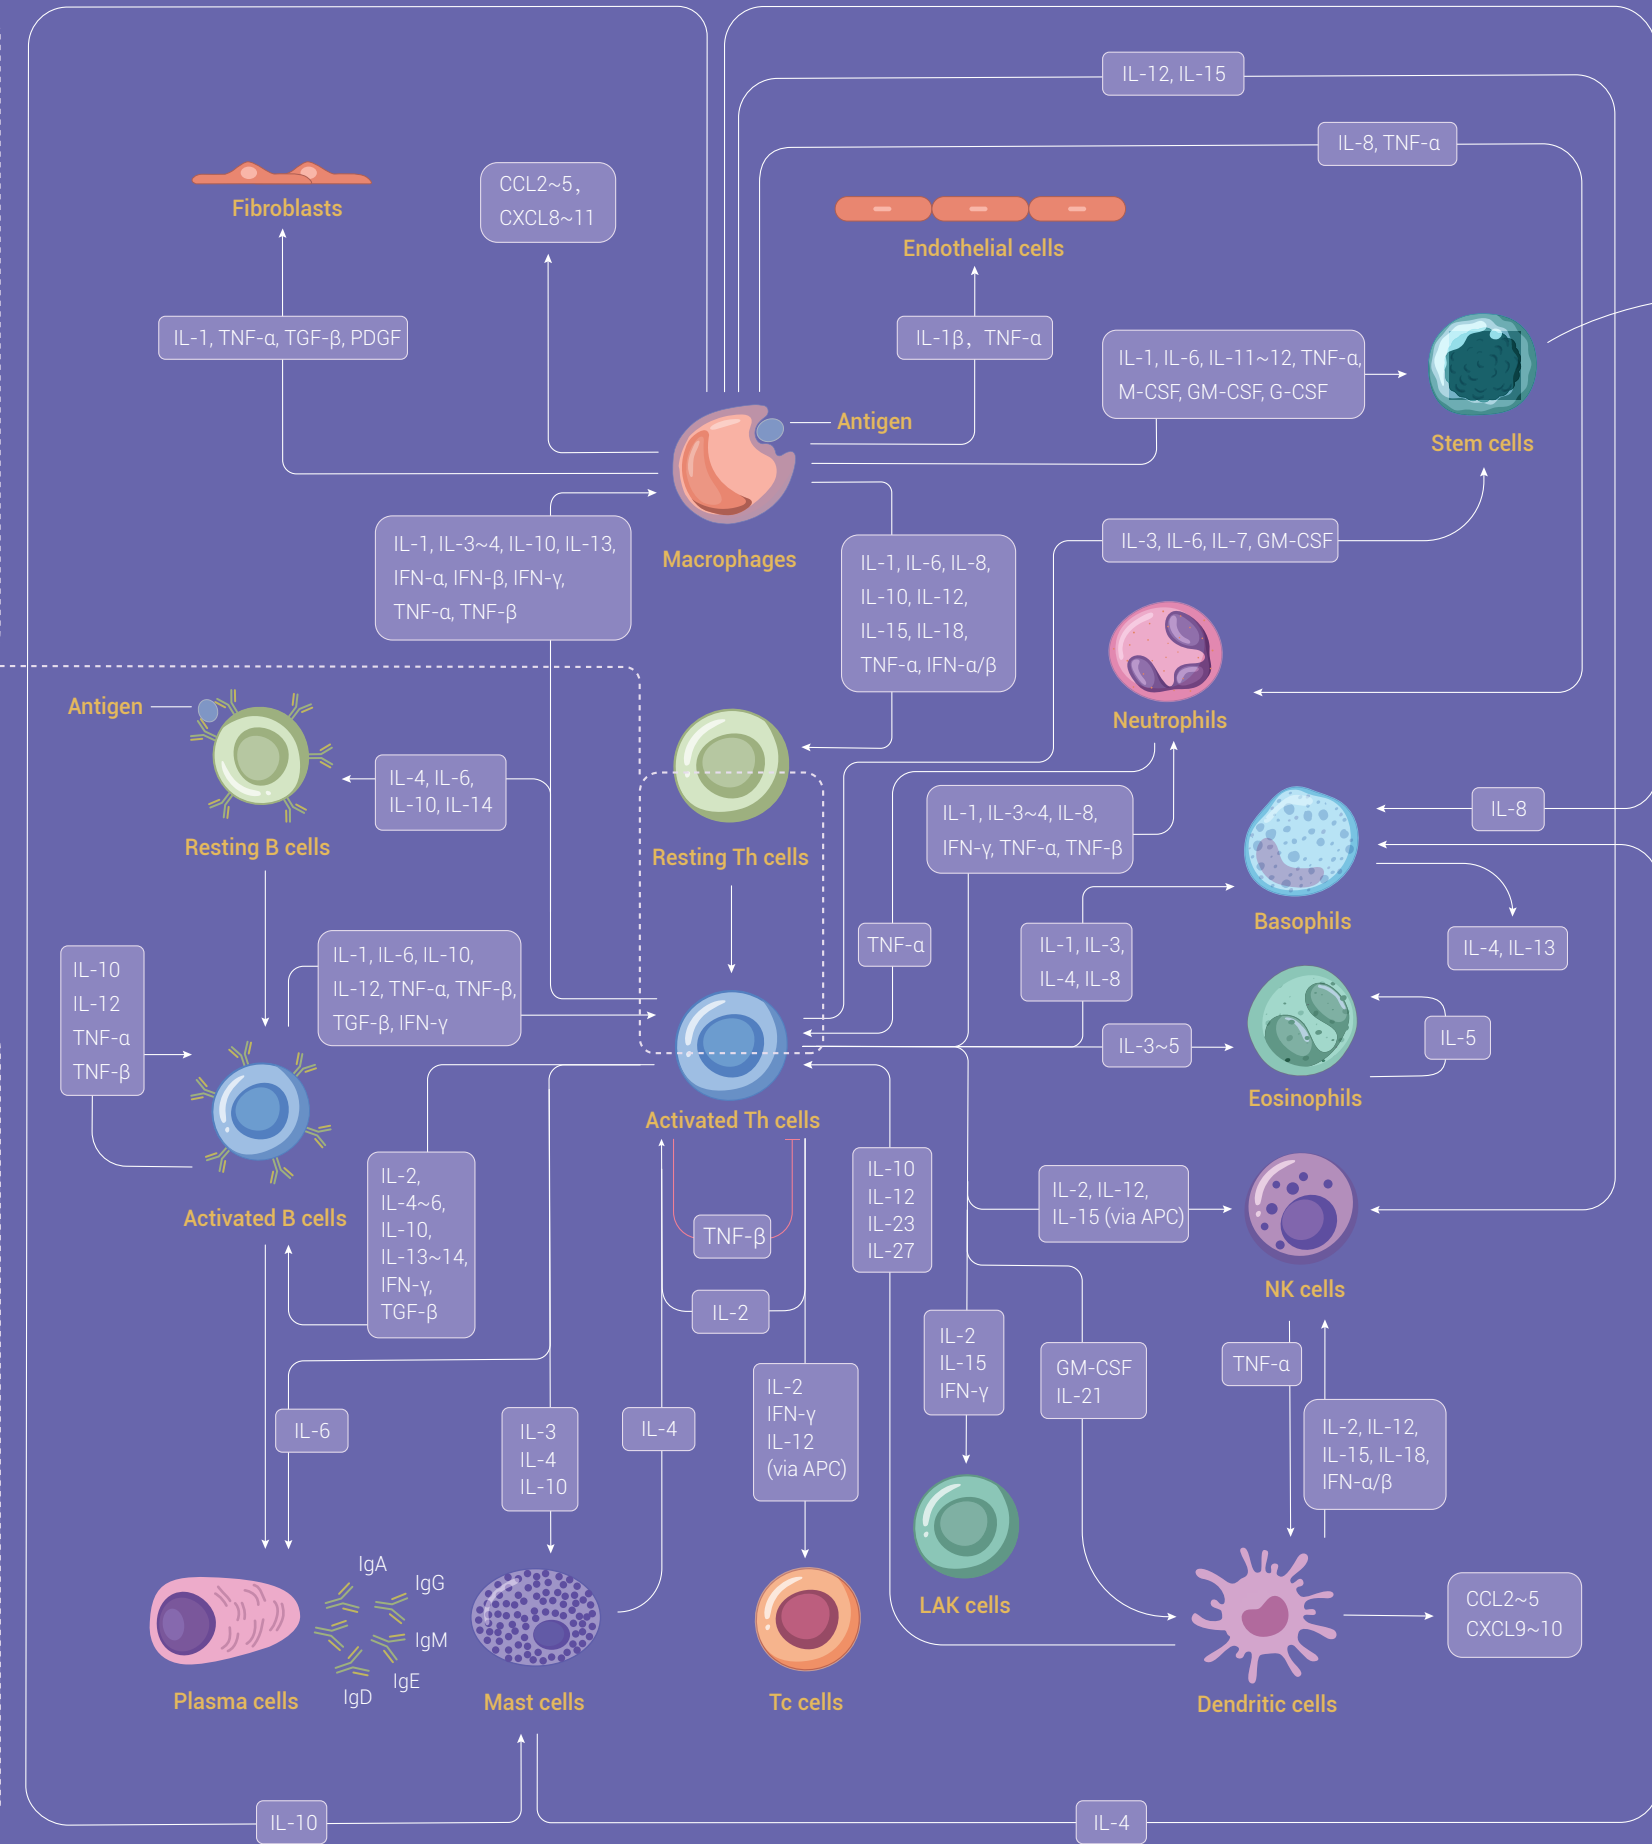 IL-12, IL-15
IL-8, TNF-α
Fibroblasts
CCL2~5,
CXCL8~11
Endothelial cells
IL-1, TNF-α, TGF-β, PDGF
IL-1β, TNF-α
IL-1, IL-6, IL-11~12, TNF-α,
M-CSF, GM-CSF, G-CSF
Antigen
Stem cells
Macrophages
IL-1, IL-3~4, IL-10, IL-13,
IFN-α, IFN-β, IFN-γ,
TNF-α, TNF-β
IL-1, IL-6, IL-8,
IL-10, IL-12,
IL-15, IL-18,
TNF-α, IFN-α/β
IL-3, IL-6, IL-7, GM-CSF
Neutrophils
Antigen
IL-4, IL-6,
IL-10, IL-14
Resting B cells
Resting Th cells
IL-1, IL-3~4, IL-8,
IFN-γ, TNF-α, TNF-β
IL-8
Basophils
IL-10
IL-12
TNF-α
TNF-β
IL-1, IL-6, IL-10,
IL-12, TNF-α, TNF-β,
TGF-β, IFN-γ
TNF-α
IL-1, IL-3,
IL-4, IL-8
IL-4, IL-13
IL-3~5
IL-5
Eosinophils
Activated Th cells
Activated B cells
IL-2,
IL-4~6,
IL-10,
IL-13~14,
IFN-γ,
TGF-β
TNF-β
IL-2
IL-10
IL-12
IL-23
IL-27
IL-2, IL-12,
IL-15 (via APC)
NK cells
IL-6
IL-3
IL-4
IL-10
IL-4
IL-2
IFN-γ
IL-12
(via APC)
IL-2
IL-15
IFN-γ
GM-CSF
IL-21
TNF-α
IL-2, IL-12,
IL-15, IL-18,
IFN-α/β
IgA
IgG
IgM
IgE
IgD
LAK cells
CCL2~5
CXCL9~10
Plasma cells
Mast cells
Tc cells
Dendritic cells
IL-10
IL-4